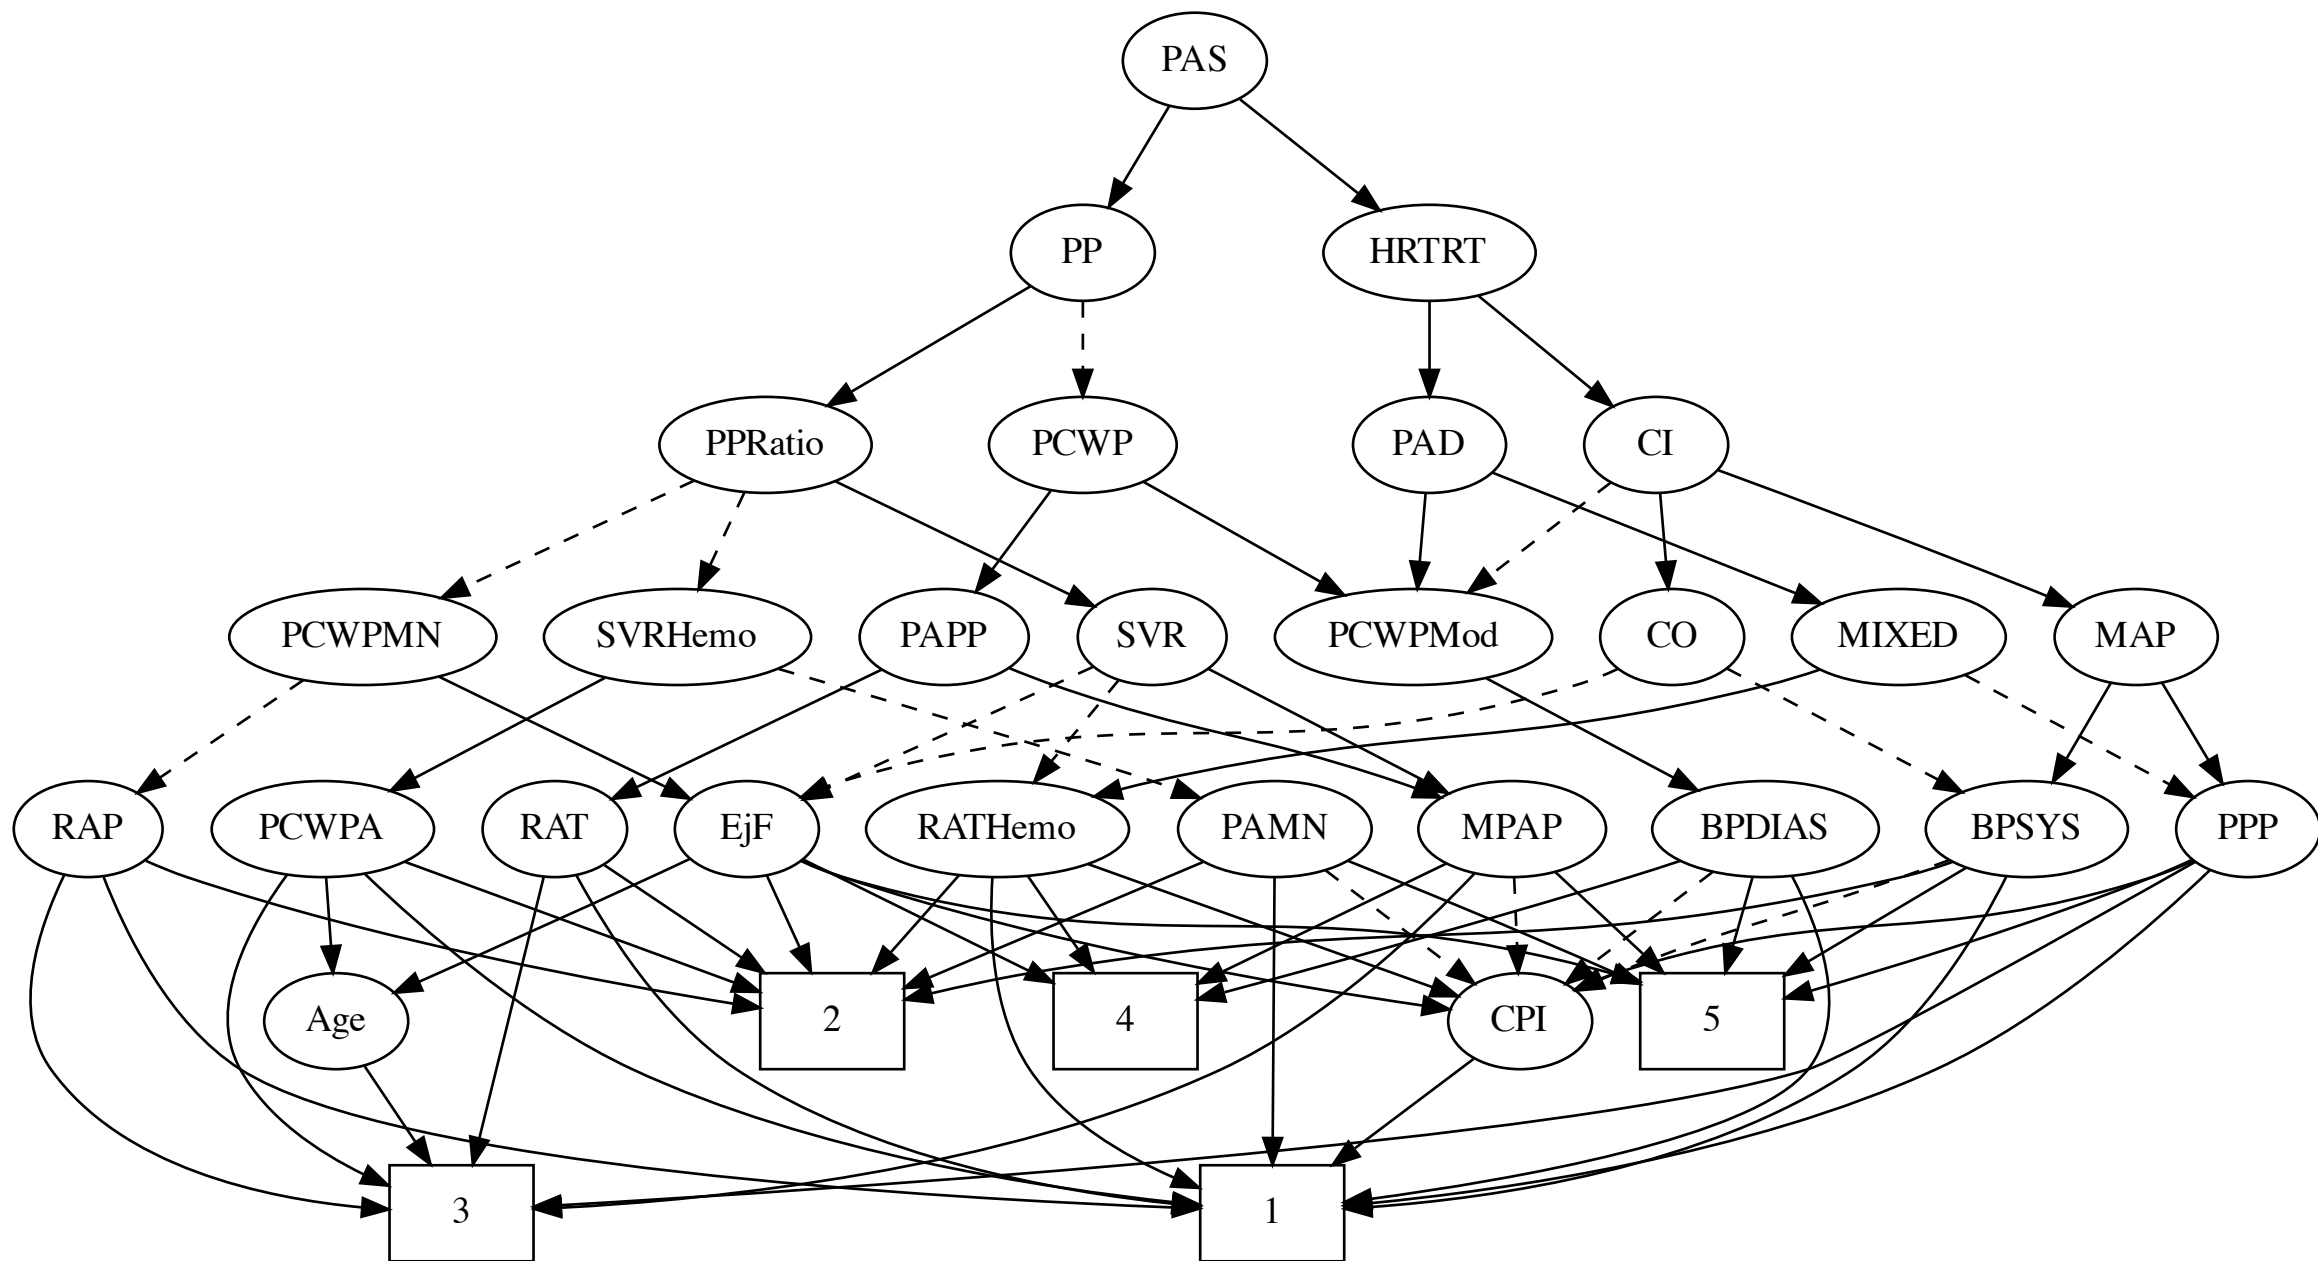 PAS
PP
HRTRT
PPRatio
PCWP
PAD
CI
PCWPMN
SVRHemo
PAPP
SVR
PCWPMod
CO
MIXED
MAP
RAP
PCWPA
RAT
EjF
RATHemo
PAMN
MPAP
BPDIAS
BPSYS
PPP
Age
2
4
CPI
5
3
1